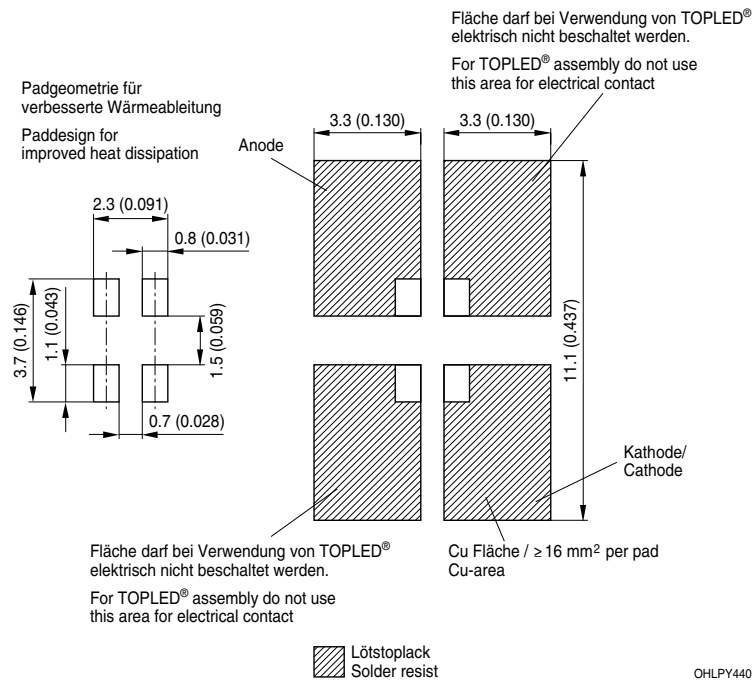 Fläche darf bei Verwendung von TOPLED®
elektrisch nicht beschaltet werden.
For TOPLED® assembly do not use
this area for electrical contact
Padgeometrie für
verbesserte Wärmeableitung
Paddesign for
improved heat dissipation
Anode
3.3 (0.130)
3.3 (0.130)
2.3 (0.091)
0.8 (0.031)
3.7 (0.146)
1.1 (0.043)
1.5 (0.059)
0.7 (0.028)
11.1 (0.437)
Kathode/
Cathode
Fläche darf bei Verwendung von TOPLED®
elektrisch nicht beschaltet werden.
For TOPLED® assembly do not use
this area for electrical contact
Cu Fläche / ≥ 16 mm² per pad
Cu-area
Lötstoplack
Solder resist
OHLPY440